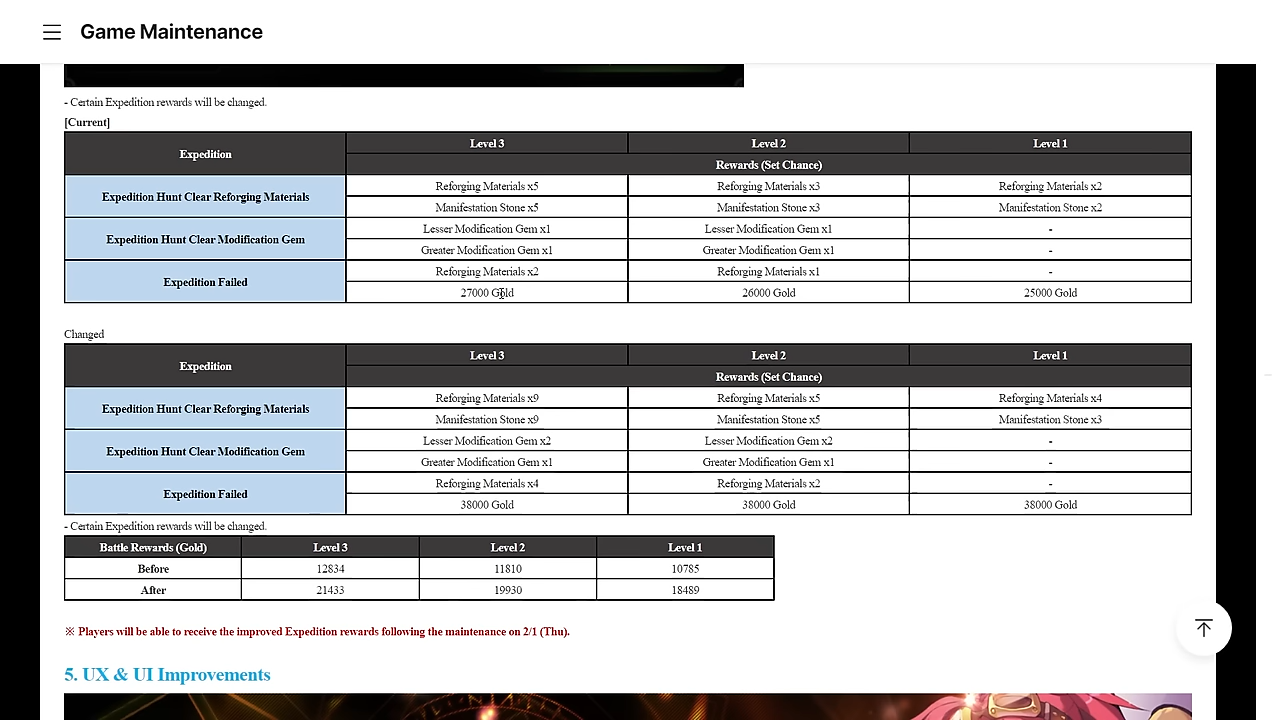 Game Maintenance
- Certain Expedition rewards will be changed.
[Current]
Expedition Level 3 Level 2 Level 1
Rewards (Set Chance)
Expedition Hunt Clear Reforging Materials Reforging Materials x5 Reforging Materials x3 Reforging Materials x2
Manifestation Stone x5 Manifestation Stone x3 Manifestation Stone x2
Expedition Hunt Clear Modification Gem Lesser Modification Gem x1 Lesser Modification Gem x1 -
Greater Modification Gem x1 Greater Modification Gem x1 -
Expedition Failed Reforging Materials x2 Reforging Materials x1 -
27000 Gold 26000 Gold 25000 Gold
Changed
Expedition Level 3 Level 2 Level 1
Rewards (Set Chance)
Expedition Hunt Clear Reforging Materials Reforging Materials x9 Reforging Materials x5 Reforging Materials x4
Manifestation Stone x9 Manifestation Stone x5 Manifestation Stone x3
Expedition Hunt Clear Modification Gem Lesser Modification Gem x2 Lesser Modification Gem x2 -
Greater Modification Gem x1 Greater Modification Gem x1 -
Expedition Failed Reforging Materials x4 Reforging Materials x2 -
38000 Gold 38000 Gold 38000 Gold
- Certain Expedition rewards will be changed.
Battle Rewards (Gold) Level 3 Level 2 Level 1
Before 12834 11810 10785
After 21433 19930 18489
※ Players will be able to receive the improved Expedition rewards following the maintenance on 2/1 (Thu).
5. UX & UI Improvements